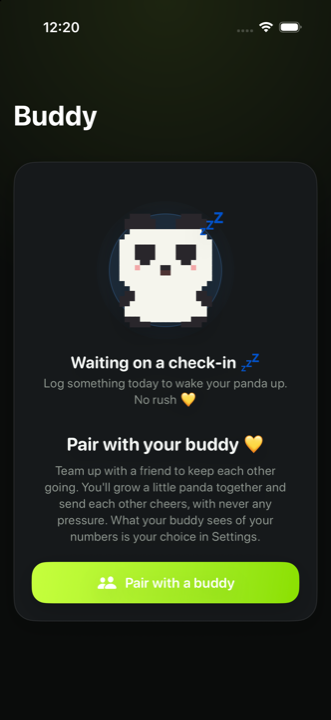 12:20
Buddy
zzZ
Waiting on a check-in 💤
Log something today to wake your panda up.
No rush 💛
Pair with your buddy 💛
Team up with a friend to keep each other
going. You'll grow a little panda together and
send each other cheers, with never any
pressure. What your buddy sees of your
numbers is your choice in Settings.
Pair with a buddy